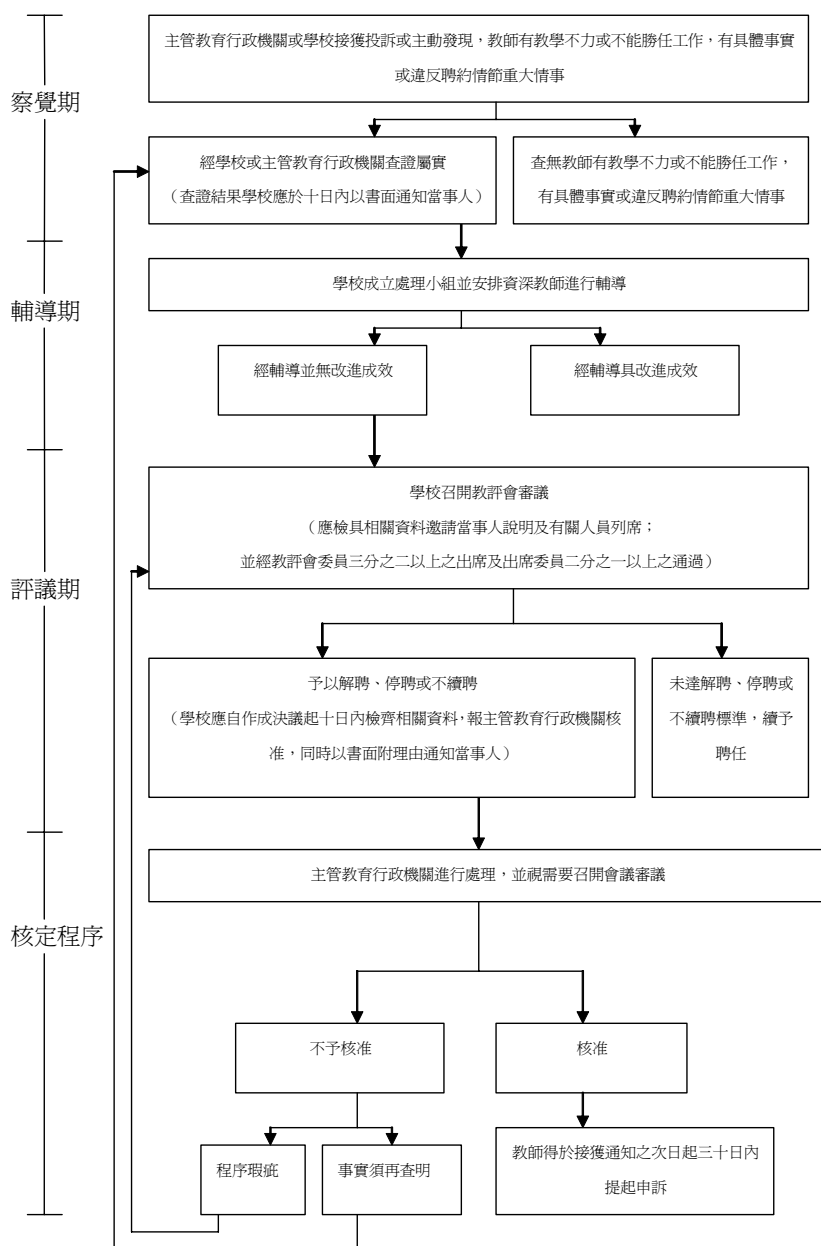 察覺期
主管教育行政機關或學校接獲投訴或主動發現，教師有教學不力或不能勝任工作，有具體事實
或違反聘約情節重大情事
經學校或主管教育行政機關查證屬實
（查證結果學校應於十日內以書面通知當事人）
查無教師有教學不力或不能勝任工作，
有具體事實或違反聘約情節重大情事
輔導期
學校成立處理小組並安排資深教師進行輔導
經輔導並無改進成效
經輔導具改進成效
評議期
學校召開教評會審議
（應檢具相關資料邀請當事人說明及有關人員列席；
並經教評會委員三分之二以上之出席及出席委員二分之一以上之通過）
予以解聘、停聘或不續聘
（學校應自作成決議起十日內檢齊相關資料，報主管教育行政機關核
准，同時以書面附理由通知當事人）
未達解聘、停聘或
不續聘標準，續予
聘任
核定程序
主管教育行政機關進行處理，並視需要召開會議審議
不予核准
核准
程序瑕疵
事實須再查明
教師得於接獲通知之次日起三十日內
提起申訴